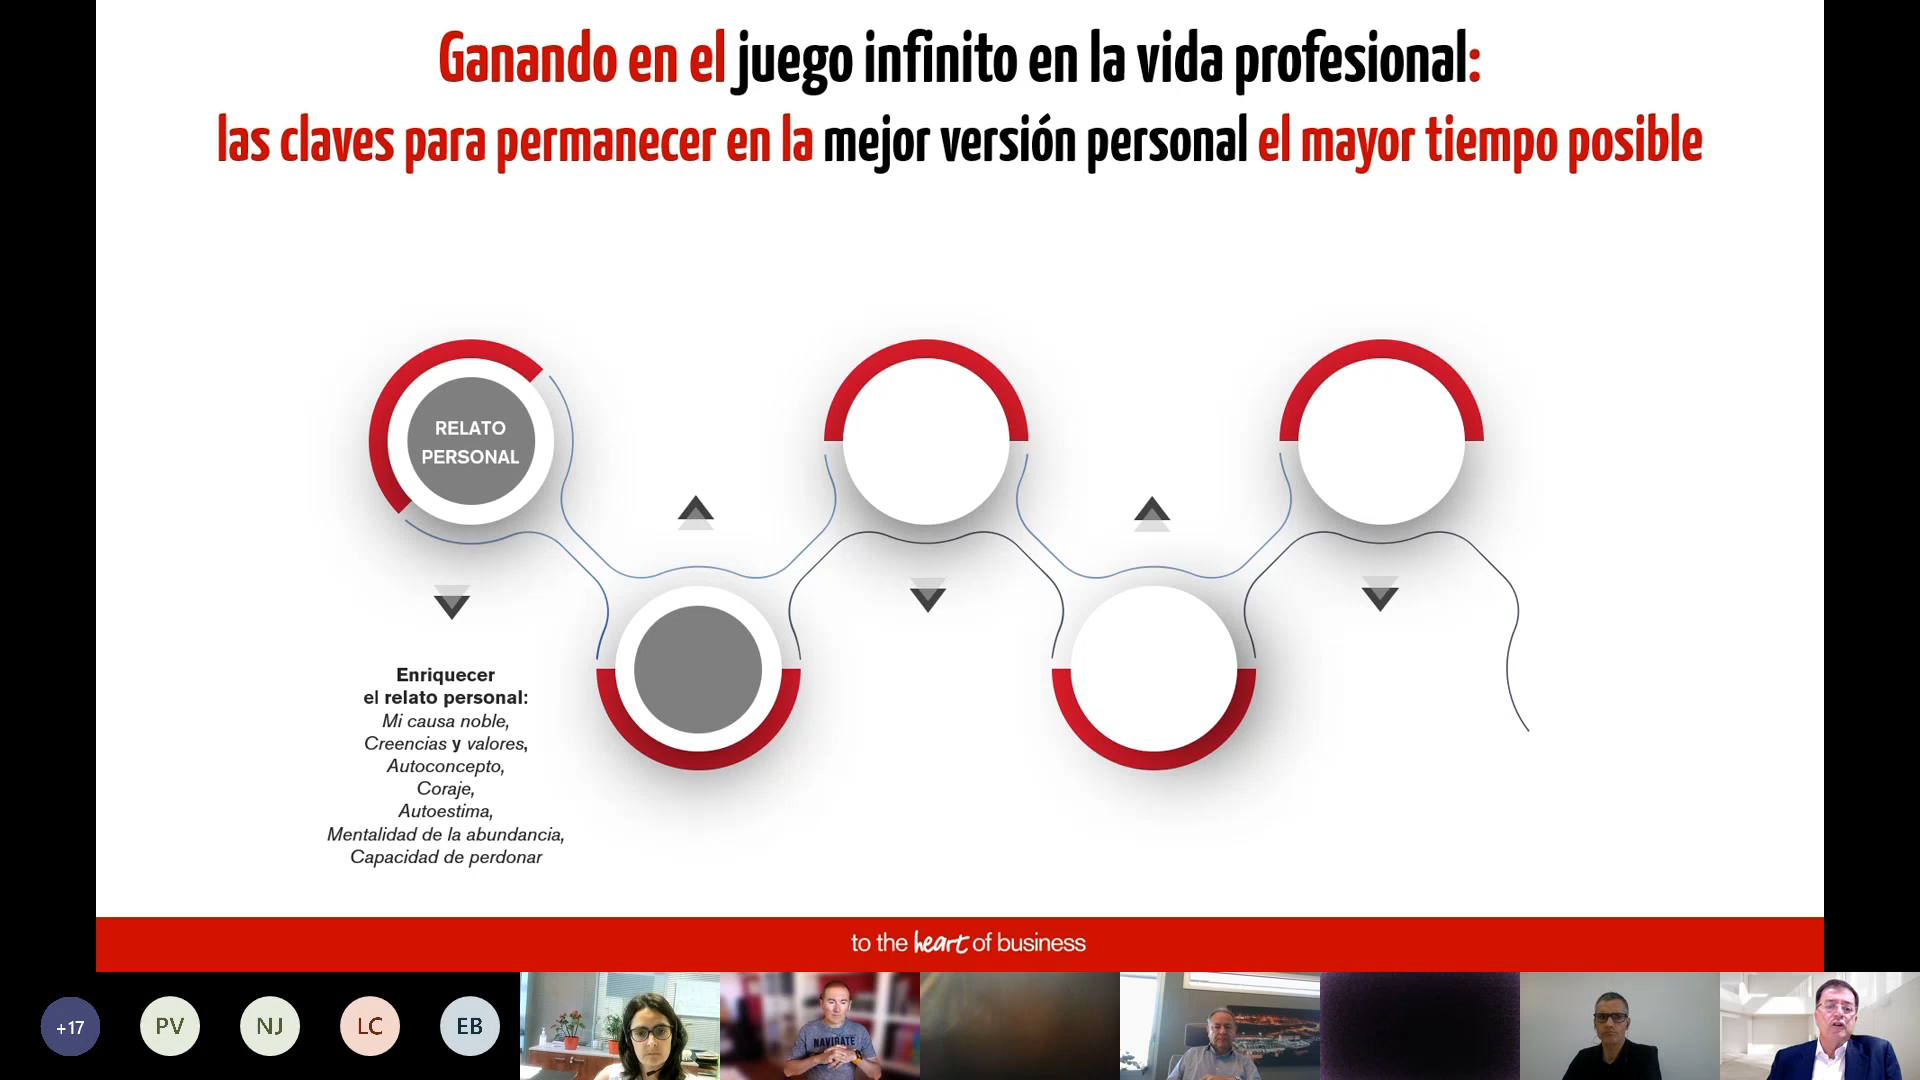 Ganando en el juego infinito en la vida profesional:
las claves para permanecer en la mejor versión personal el mayor tiempo posible
RELATO
PERSONAL
Enriquecer
el relato personal:
Mi causa noble,
Creencias y valores,
Autoconcepto,
Coraje,
Autoestima,
Mentalidad de la abundancia,
Capacidad de perdonar
to the heart of business
+17
PV
NJ
LC
EB
NAVIGATE